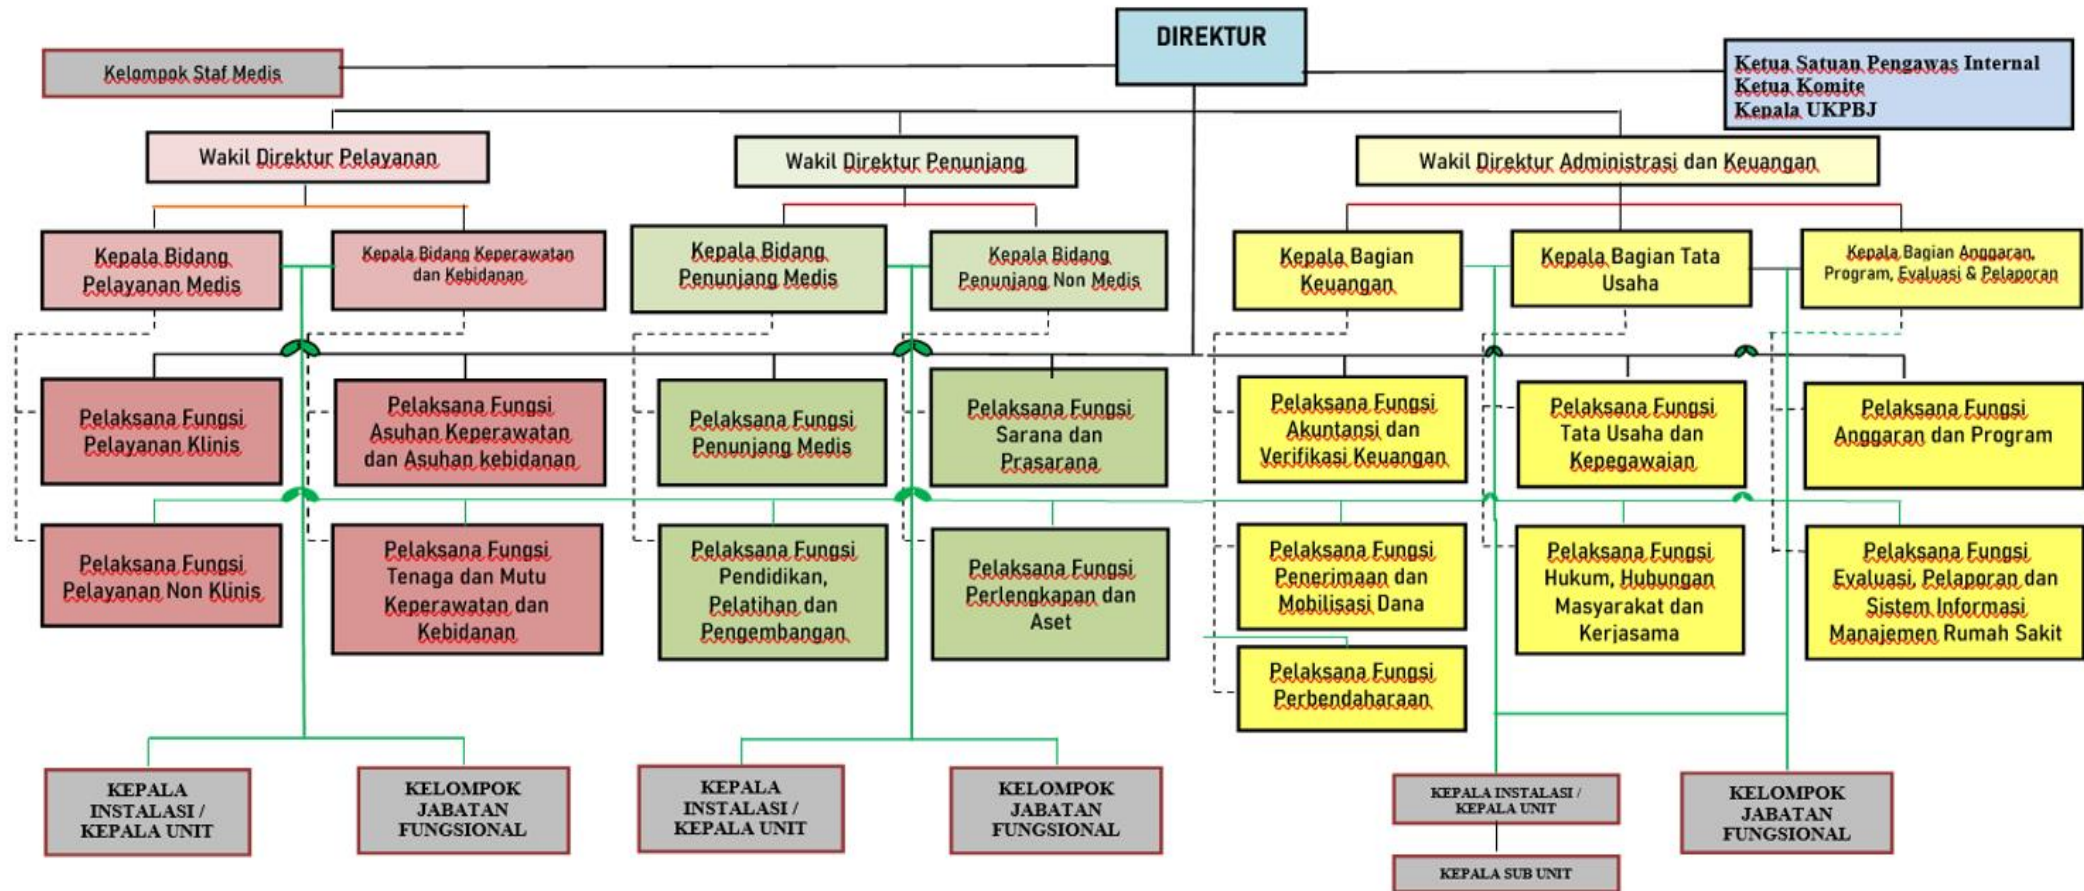 DIREKTUR
Kelompok Staf Medis
Ketua Satuan Pengawas Internal
Ketua Komite
Kepala UKPBJ
Wakil Direktur Pelayanan
Wakil Direktur Penunjang
Wakil Direktur Administrasi dan Keuangan
Kepala Bidang
Pelayanan Medis
Kepala Bidang Keperawatan
dan Kebidanan
Kepala Bidang
Penunjang Medis
Kepala Bidang
Penunjang Non Medis
Kepala Bagian
Keuangan
Kepala Bagian Tata
Usaha
Kepala Bagian Anggaran,
Program, Evaluasi & Pelaporan
Pelaksana Fungsi
Pelayanan Klinis
Pelaksana Fungsi
Asuhan Keperawatan
dan Asuhan kebidanan
Pelaksana Fungsi
Penunjang Medis
Pelaksana Fungsi
Sarana dan
Prasarana
Pelaksana Fungsi
Akuntansi dan
Verifikasi Keuangan
Pelaksana Fungsi
Tata Usaha dan
Kepegawaian
Pelaksana Fungsi
Anggaran dan Program
Pelaksana Fungsi
Pelayanan Non Klinis
Pelaksana Fungsi
Tenaga dan Mutu
Keperawatan dan
Kebidanan
Pelaksana Fungsi
Pendidikan,
Pelatihan dan
Pengembangan
Pelaksana Fungsi
Perlengkapan dan
Aset
Pelaksana Fungsi
Penerimaan dan
Mobilisasi Dana
Pelaksana Fungsi
Hukum, Hubungan
Masyarakat dan
Kerjasama
Pelaksana Fungsi
Evaluasi, Pelaporan dan
Sistem Informasi
Manajemen Rumah Sakit
Pelaksana Fungsi
Perbendaharaan
KEPALA
INSTALASI /
KEPALA UNIT
KELOMPOK
JABATAN
FUNGSIONAL
KEPALA
INSTALASI /
KEPALA UNIT
KELOMPOK
JABATAN
FUNGSIONAL
KEPALA INSTALASI /
KEPALA UNIT
KELOMPOK
JABATAN
FUNGSIONAL
KEPALA SUB UNIT